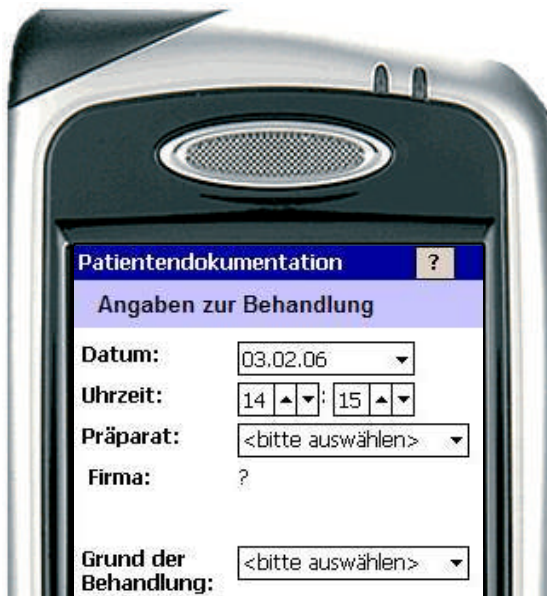 Patientendokumentation ?
Angaben zur Behandlung
Datum: 03.02.06
Uhrzeit: 14 : 15
Präparat: <bitte auswählen>
Firma: ?
Grund der
Behandlung: <bitte auswählen>